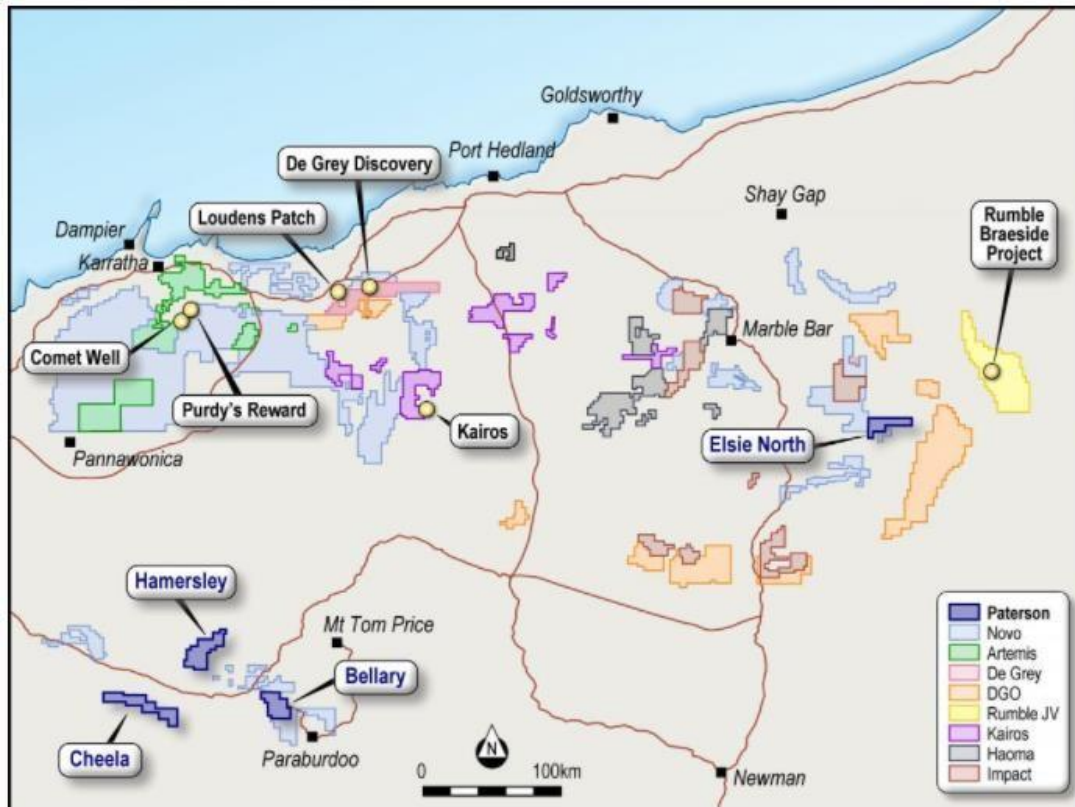 Goldsworthy
Port Hedland
De Grey Discovery
Shay Gap
Loudens Patch
Rumble
Braeside
Project
Dampier
Karratha
Marble Bar
Comet Well
Purdy's Reward
Kairos
Elsie North
Pannawonica
Hamersley
Mt Tom Price
Bellary
Cheela
Paraburdoo
N
0 100km
Newman
Paterson
Novo
Artemis
De Grey
DGO
Rumble JV
Kairos
Haoma
Impact